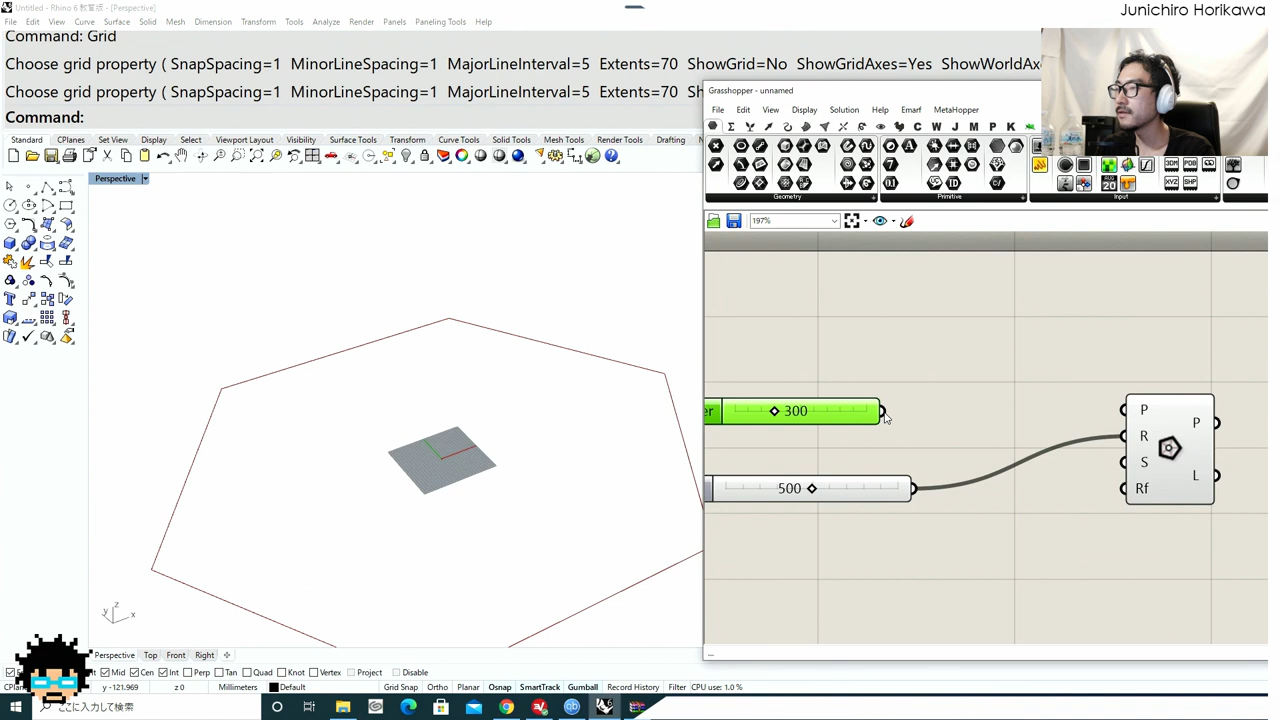 Untitled - Rhino 6 教育版 - [Perspective]
Junichiro Horikawa
File Edit View Curve Surface Solid Mesh Dimension Transform Tools Analyze Render Panels Paneling Tools Help
Command: Grid
Choose grid property ( SnapSpacing=1 MinorLineSpacing=1 MajorLineInterval=5 Extents=70 ShowGrid=No ShowGridAxes=Yes ShowWorldAx
Choose grid property ( SnapSpacing=1 MinorLineSpacing=1 MajorLineInterval=5 Extents=70 Sh
Command:
Standard CPlanes Set View Display Select Viewport Layout Visibility Transform Curve Tools Surface Tools Solid Tools Mesh Tools Render Tools Drafting
Perspective
Grasshopper - unnamed
File Edit View Display Solution Help Emarf MetaHopper
C W J M P K
Geometry Primitive Input
197%
er 300
500
P
R
S
Rf
P
L
z
y x
Perspective Top Front Right
Mid Cen Int Perp Tan Quad Knot Vertex Project Disable
CPlane y -121.969 z 0 Millimeters Default Grid Snap Ortho Planar Osnap SmartTrack Gumball Record History Filter CPU use: 1.0 %
ここに入力して検索